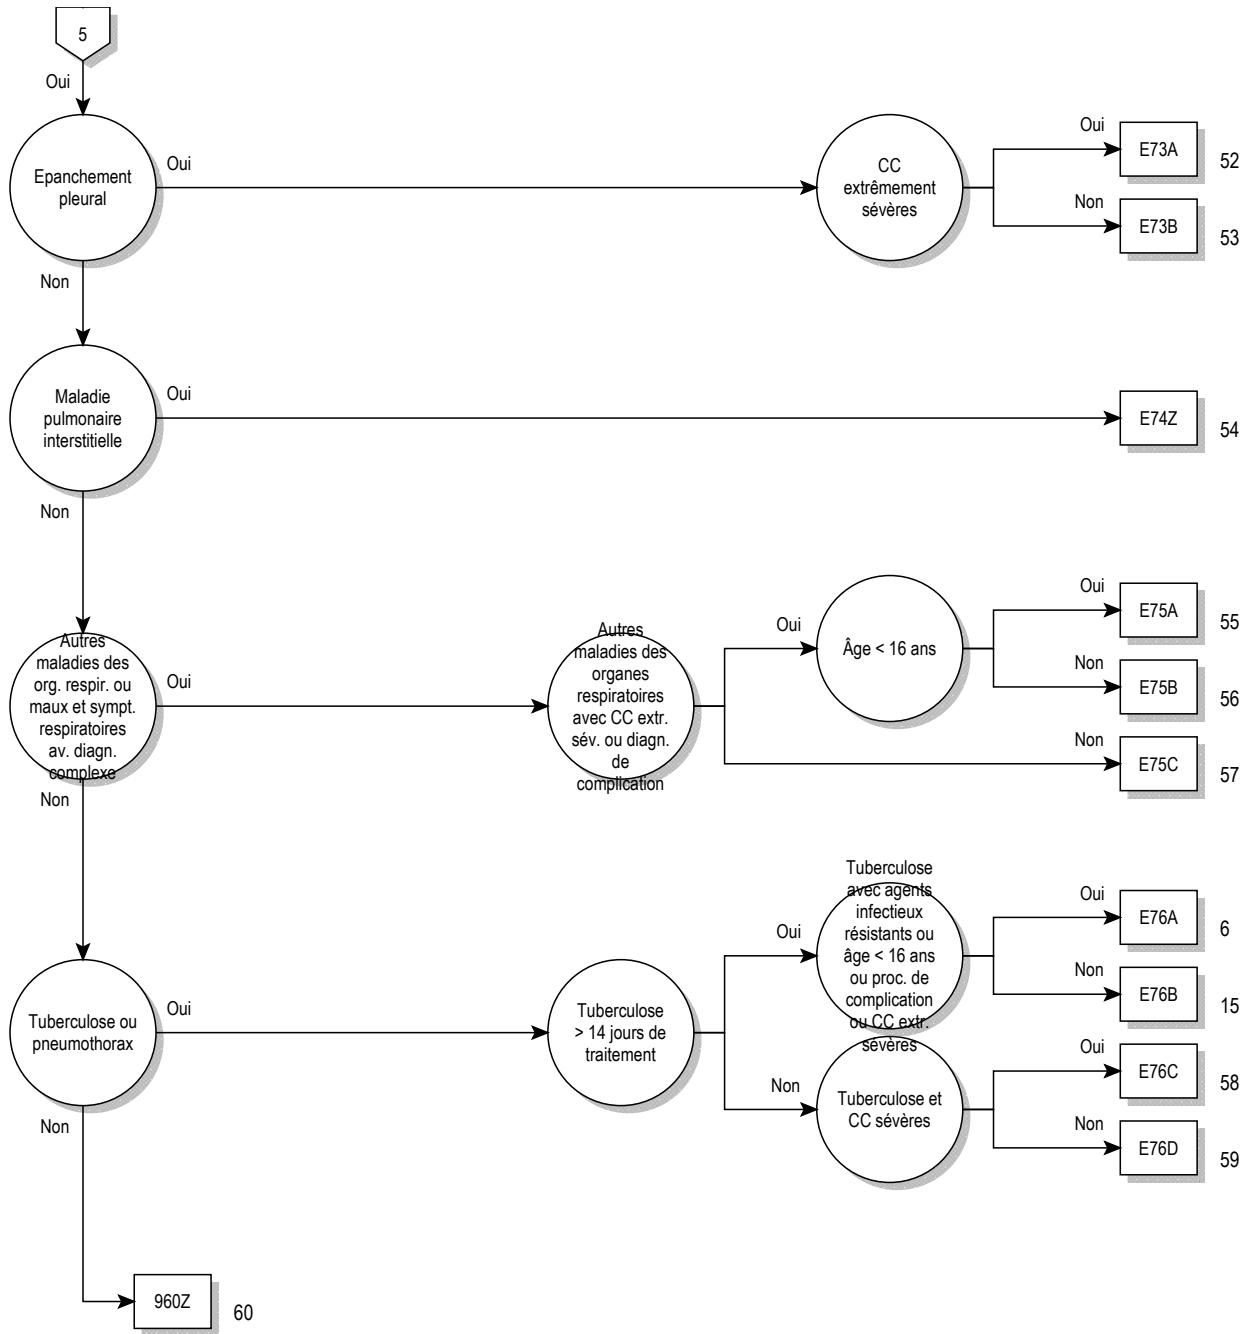 5
Oui
Epanchement
pleural
Oui
CC
extrêmement
sévères
Oui
E73A
52
Non
E73B
53
Non
Maladie
pulmonaire
interstitielle
Oui
E74Z
54
Non
Autres
maladies des
org. respir. ou
maux et sympt.
respiratoires
av. diagn.
complexe
Oui
Autres
maladies des
organes
respiratoires
avec CC extr.
sév. ou diagn.
de
complication
Oui
Âge < 16 ans
Oui
E75A
55
Non
E75B
56
Non
E75C
57
Non
Tuberculose ou
pneumothorax
Oui
Tuberculose
> 14 jours de
traitement
Oui
Tuberculose
avec agents
infectieux
résistants ou
âge < 16 ans
ou proc. de
complication
ou CC extr.
sévères
Oui
E76A
6
Non
E76B
15
Non
Tuberculose et
CC sévères
Oui
E76C
58
Non
E76D
59
Non
960Z
60